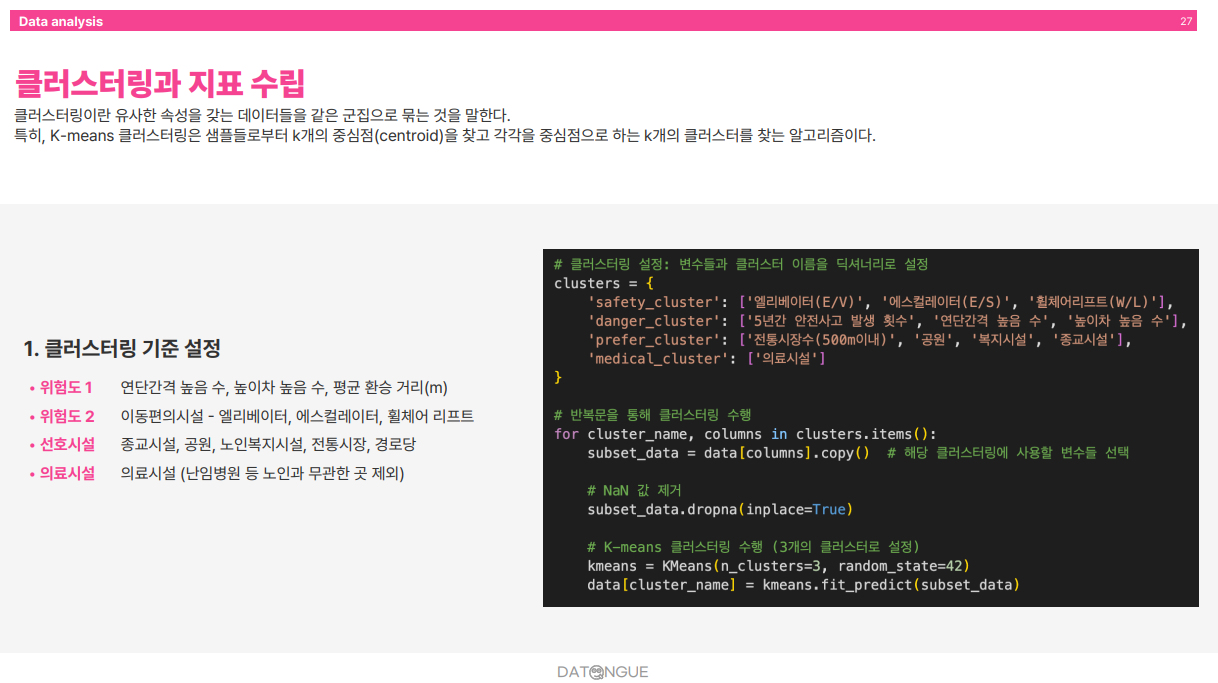 Data analysis
27
클러스터링과 지표 수립
클러스터링이란 유사한 속성을 갖는 데이터들을 같은 군집으로 묶는 것을 말한다.
특히, K-means 클러스터링은 샘플들로부터 k개의 중심점(centroid)을 찾고 각각을 중심점으로 하는 k개의 클러스터를 찾는 알고리즘이다.
1. 클러스터링 기준 설정
• 위험도 1 연단간격 높음 수, 높이차 높음 수, 평균 환승 거리(m)
• 위험도 2 이동편의시설 - 엘리베이터, 에스컬레이터, 휠체어 리프트
• 선호시설 종교시설, 공원, 노인복지시설, 전통시장, 경로당
• 의료시설 의료시설 (난임병원 등 노인과 무관한 곳 제외)
# 클러스터링 설정: 변수들과 클러스터 이름을 딕셔너리로 설정
clusters = {
    'safety_cluster': ['엘리베이터(E/V)', '에스컬레이터(E/S)', '휠체어리프트(W/L)'],
    'danger_cluster': ['5년간 안전사고 발생 횟수', '연단간격 높음 수', '높이차 높음 수'],
    'prefer_cluster': ['전통시장수(500m이내)', '공원', '복지시설', '종교시설'],
    'medical_cluster': ['의료시설']
}
# 반복문을 통해 클러스터링 수행
for cluster_name, columns in clusters.items():
    subset_data = data[columns].copy()  # 해당 클러스터링에 사용할 변수들 선택
    # NaN 값 제거
    subset_data.dropna(inplace=True)
    # K-means 클러스터링 수행 (3개의 클러스터로 설정)
    kmeans = KMeans(n_clusters=3, random_state=42)
    data[cluster_name] = kmeans.fit_predict(subset_data)
DATONGUE